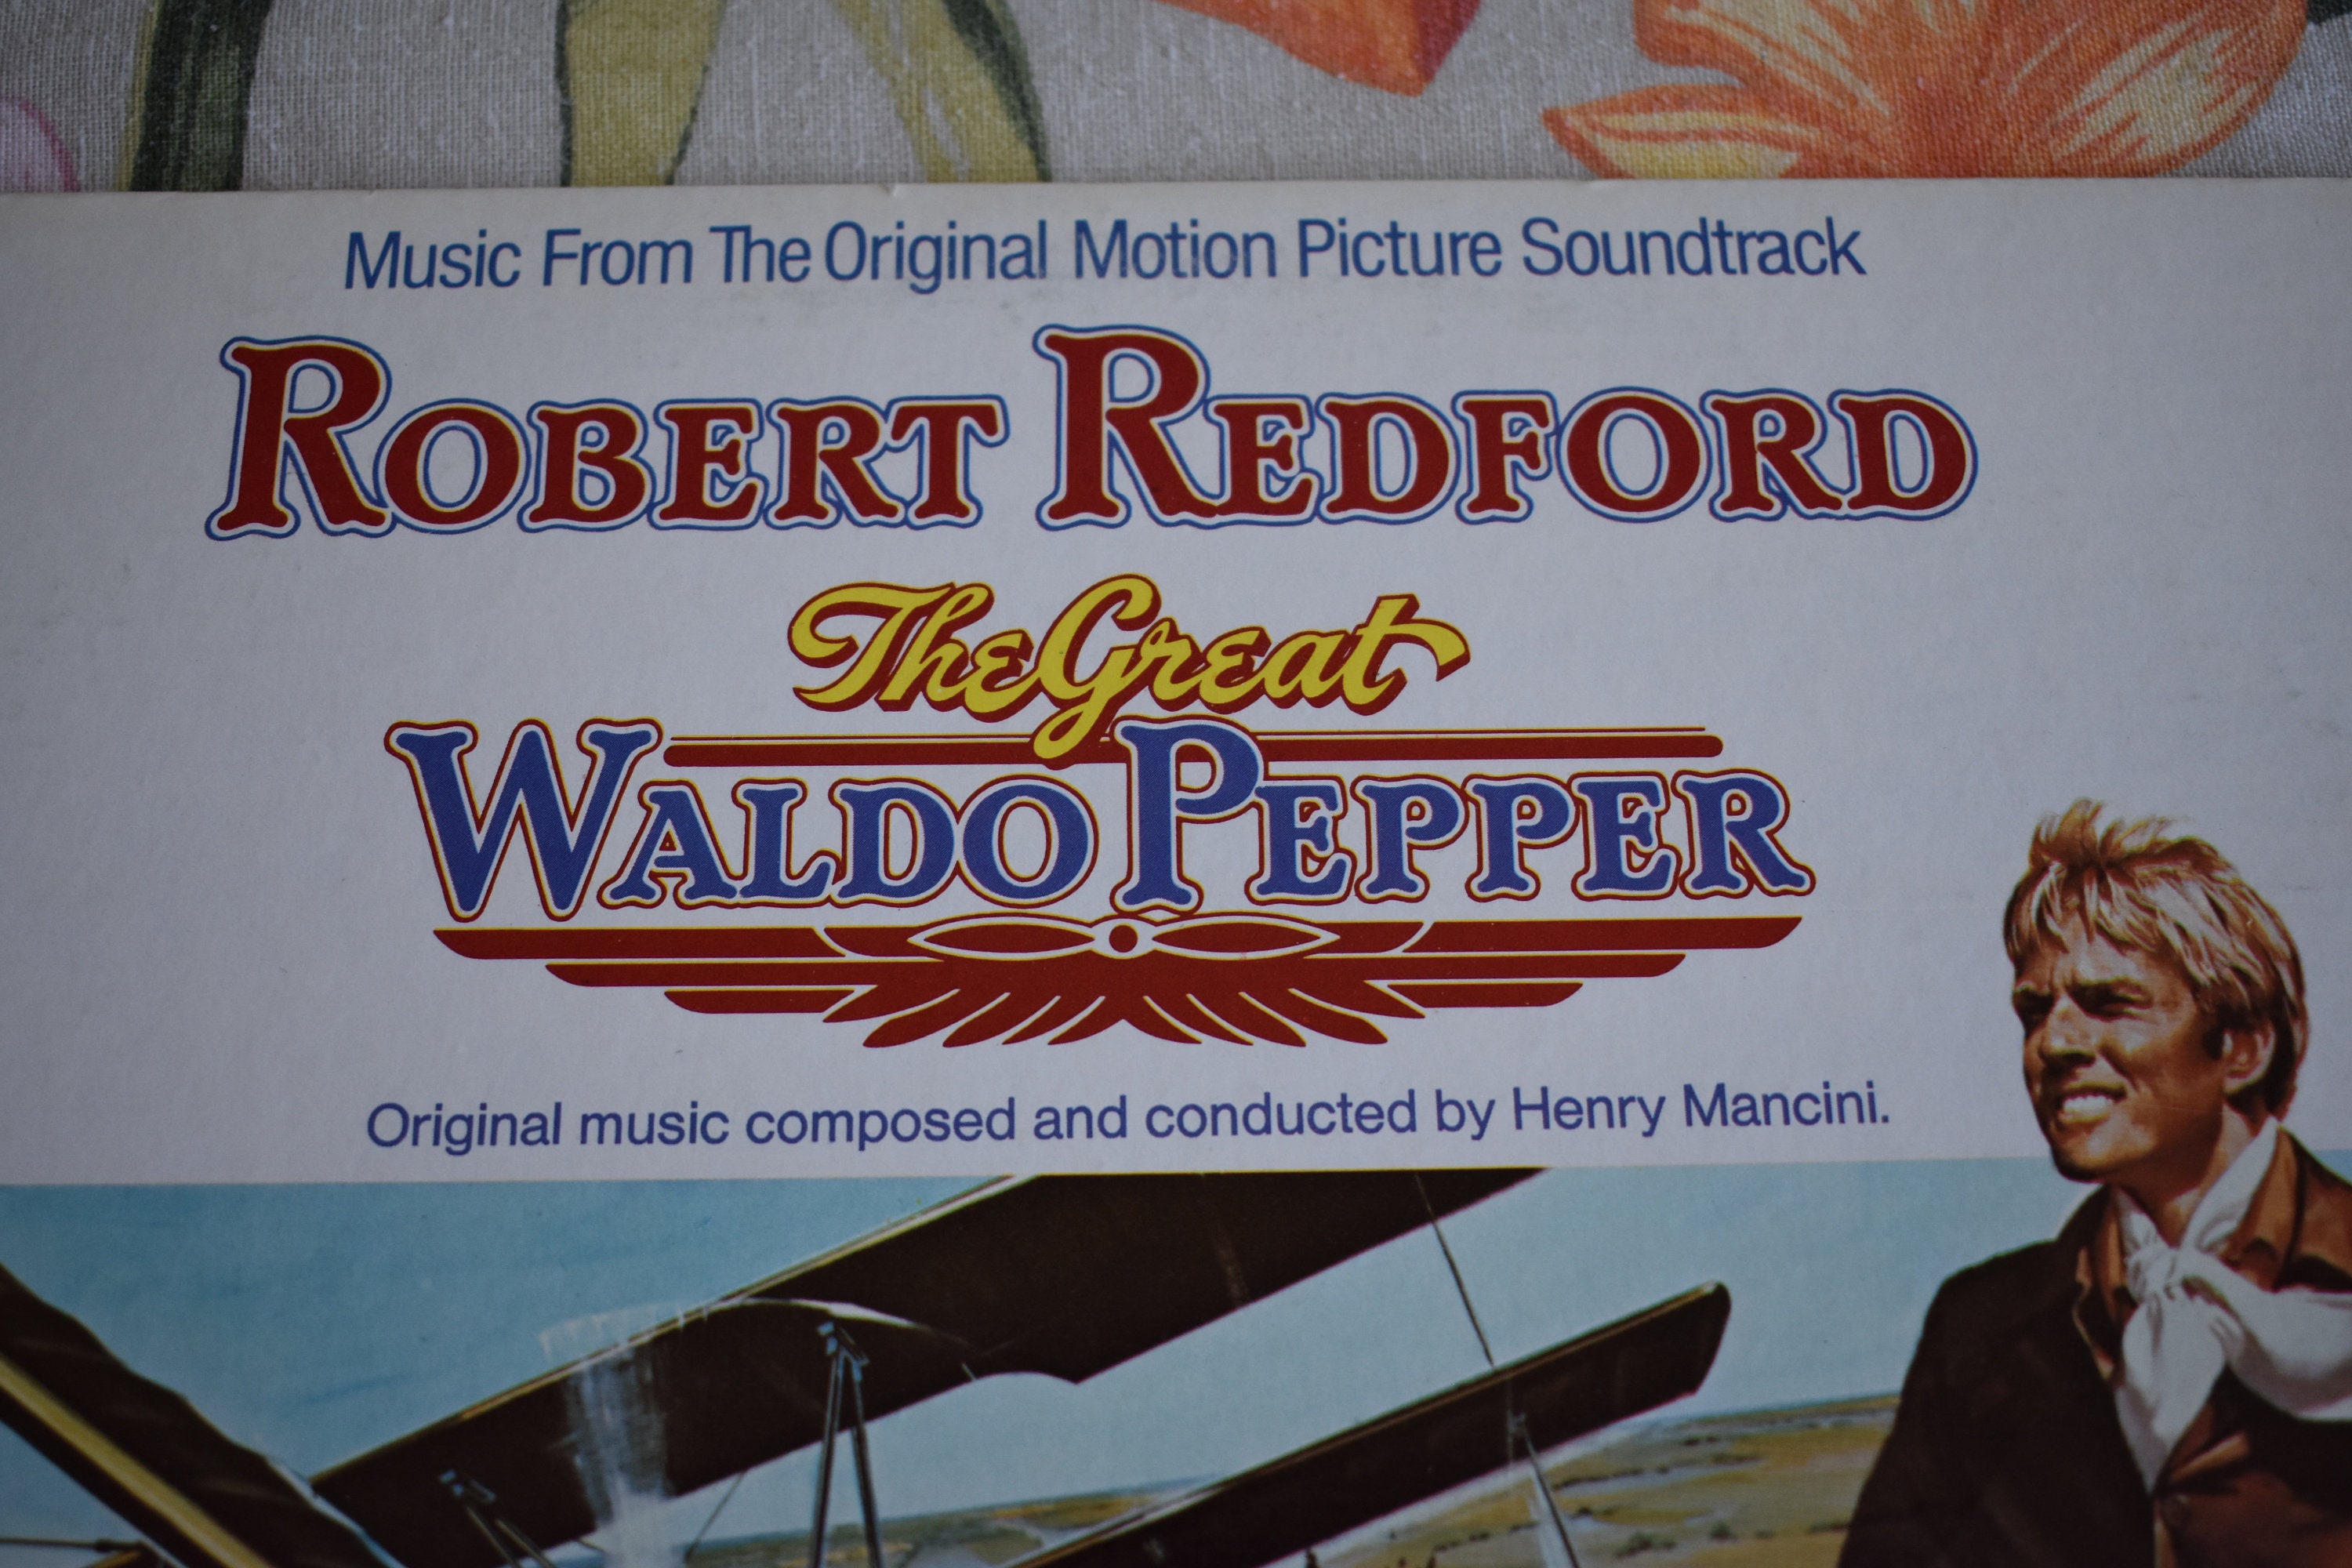 Music From The Original Motion Picture Soundtrack
ROBERT REDFORD
The Great
WALDO PEPPER
Original music composed and conducted by Henry Mancini.